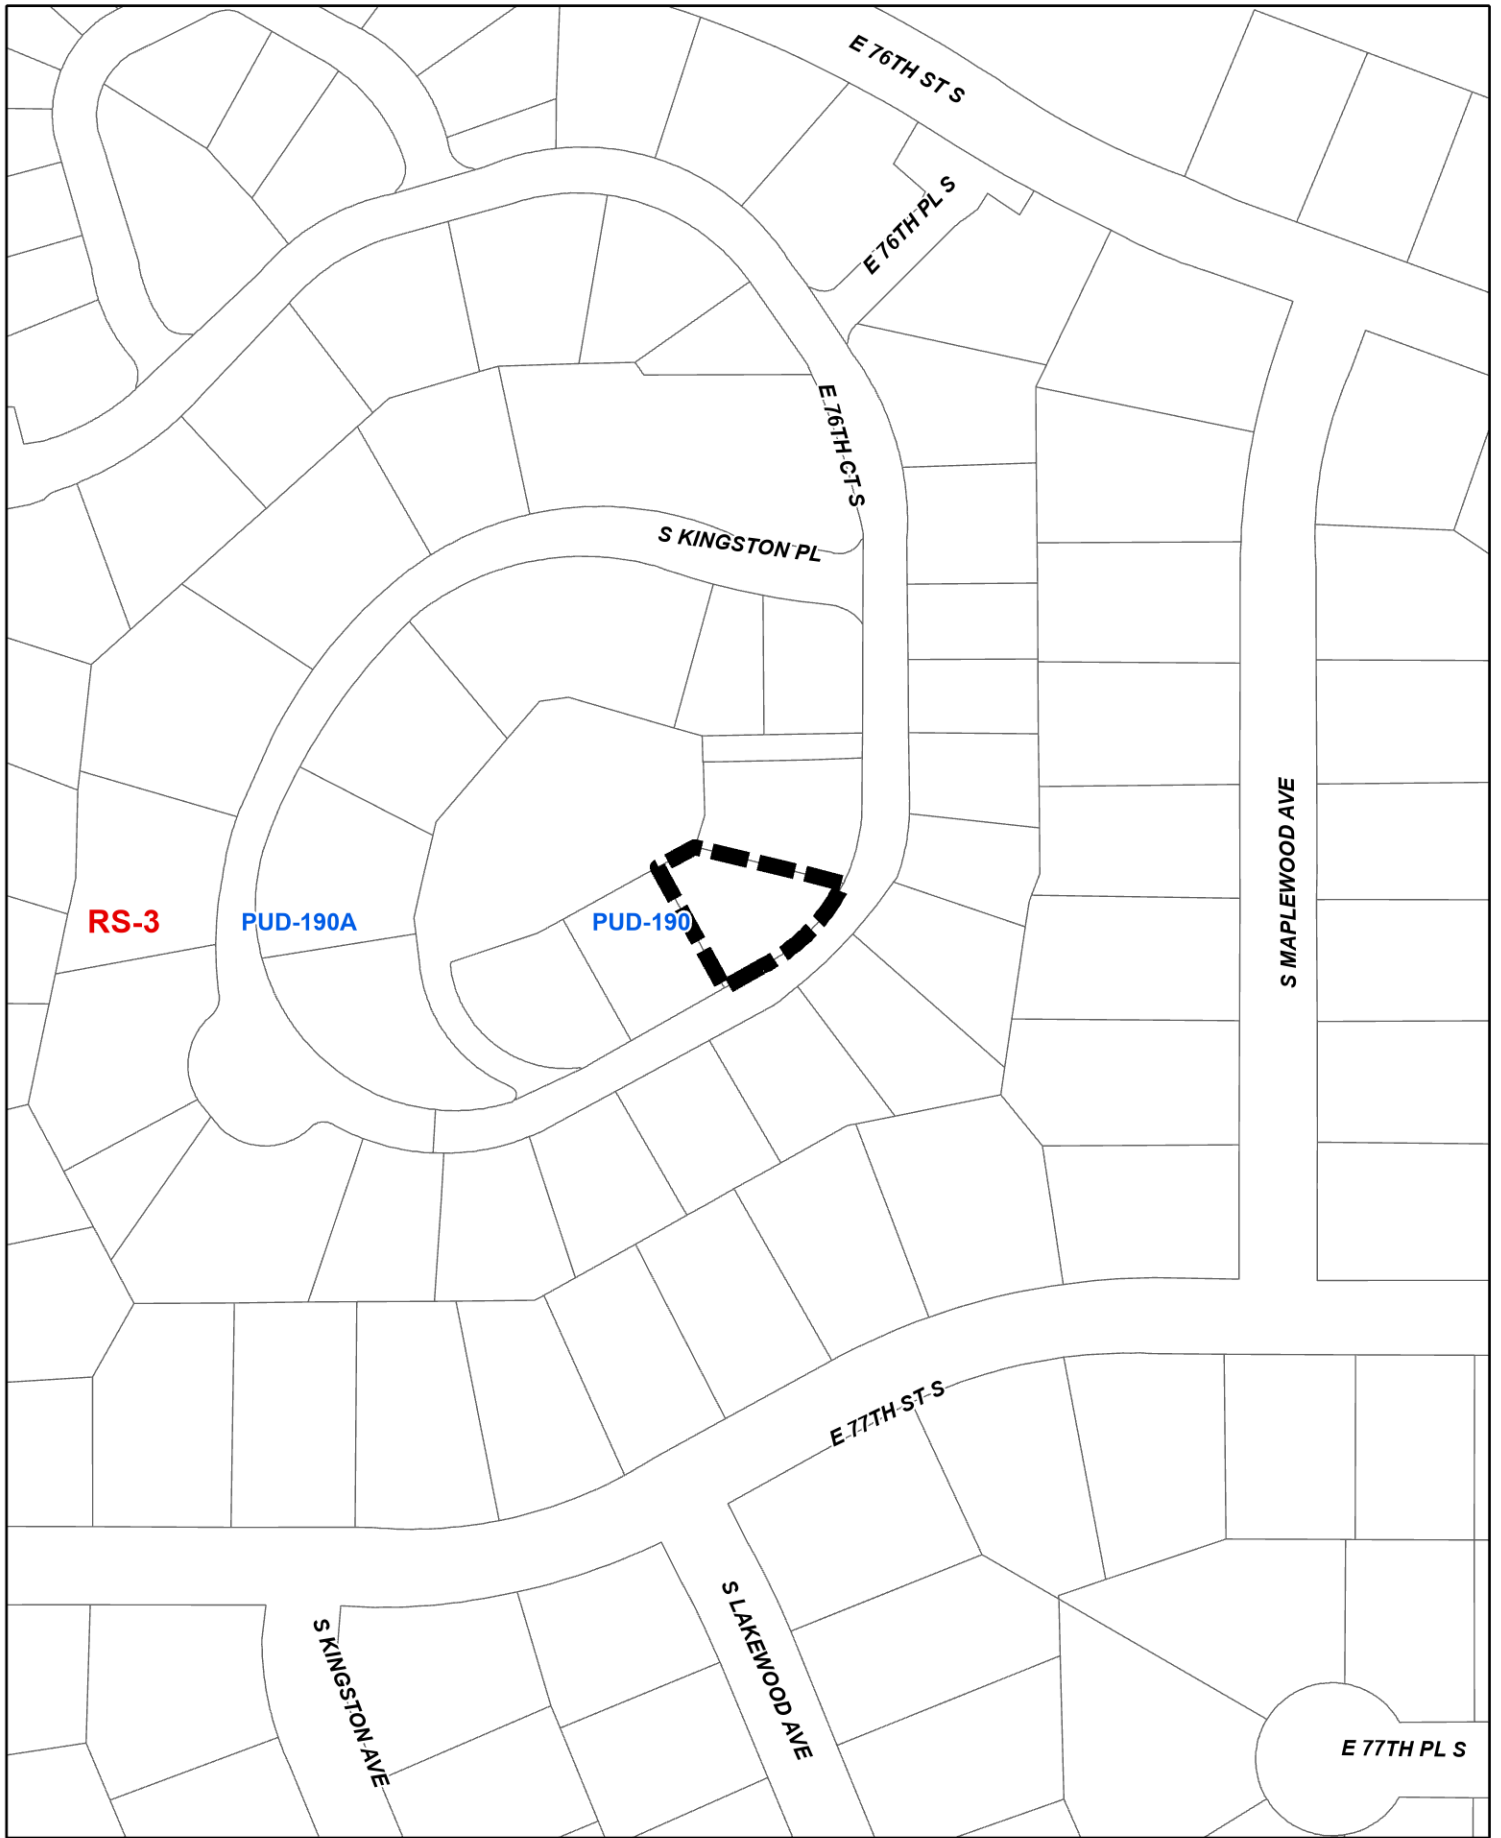 E 76TH ST S
E 76TH PL S
E 76TH CT S
S KINGSTON PL
S MAPLEWOOD AVE
RS-3
PUD-190A
PUD-190
E 77TH ST S
S KINGSTON AVE
S LAKEWOOD AVE
E 77TH PL S